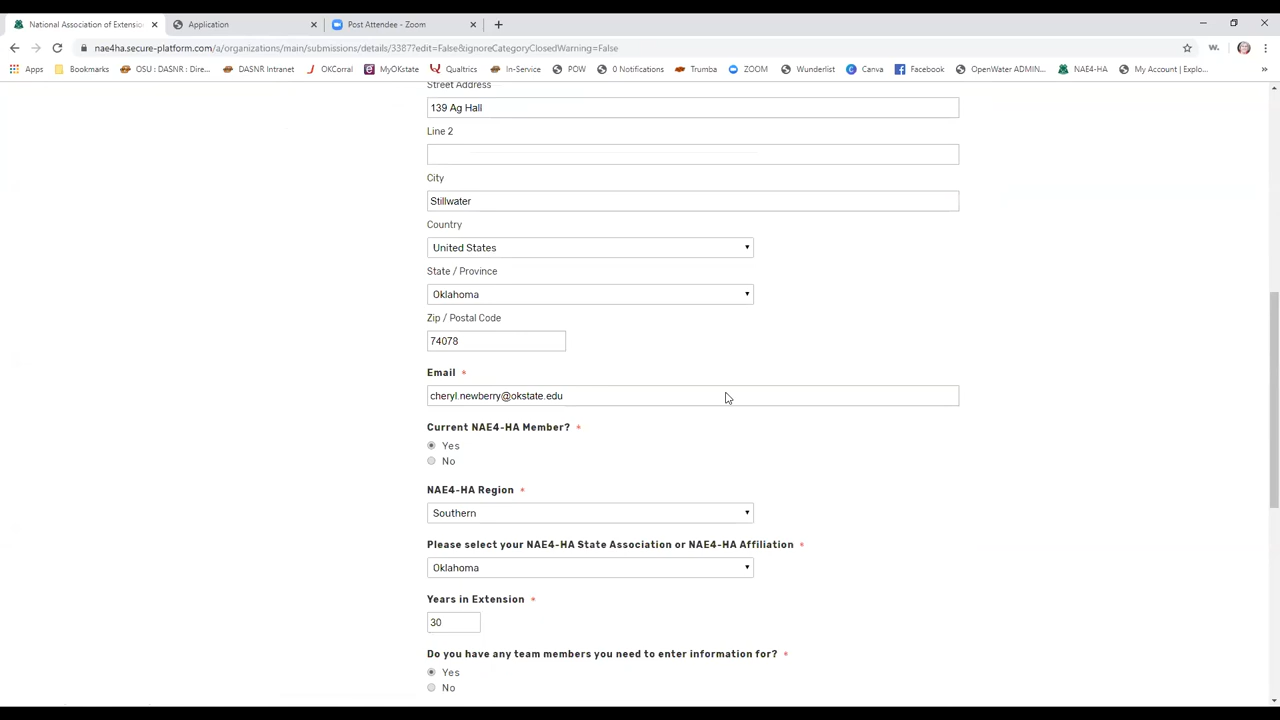 National Association of Extensio
Application
Post Attendee - Zoom
nae4ha.secure-platform.com/a/organizations/main/submissions/details/3387?edit=False&ignoreCategoryClosedWarning=False
Apps
Bookmarks
OSU : DASNR : Dire...
DASNR Intranet
OKCorral
MyOKstate
Qualtrics
In-Service
POW
0 Notifications
Trumba
ZOOM
Wunderlist
Canva
Facebook
OpenWater ADMIN...
NAE4-HA
My Account | Explo...
Street Address
139 Ag Hall
Line 2
City
Stillwater
Country
United States
State / Province
Oklahoma
Zip / Postal Code
74078
Email *
cheryl.newberry@okstate.edu
Current NAE4-HA Member? *
Yes
No
NAE4-HA Region *
Southern
Please select your NAE4-HA State Association or NAE4-HA Affiliation *
Oklahoma
Years in Extension *
30
Do you have any team members you need to enter information for? *
Yes
No